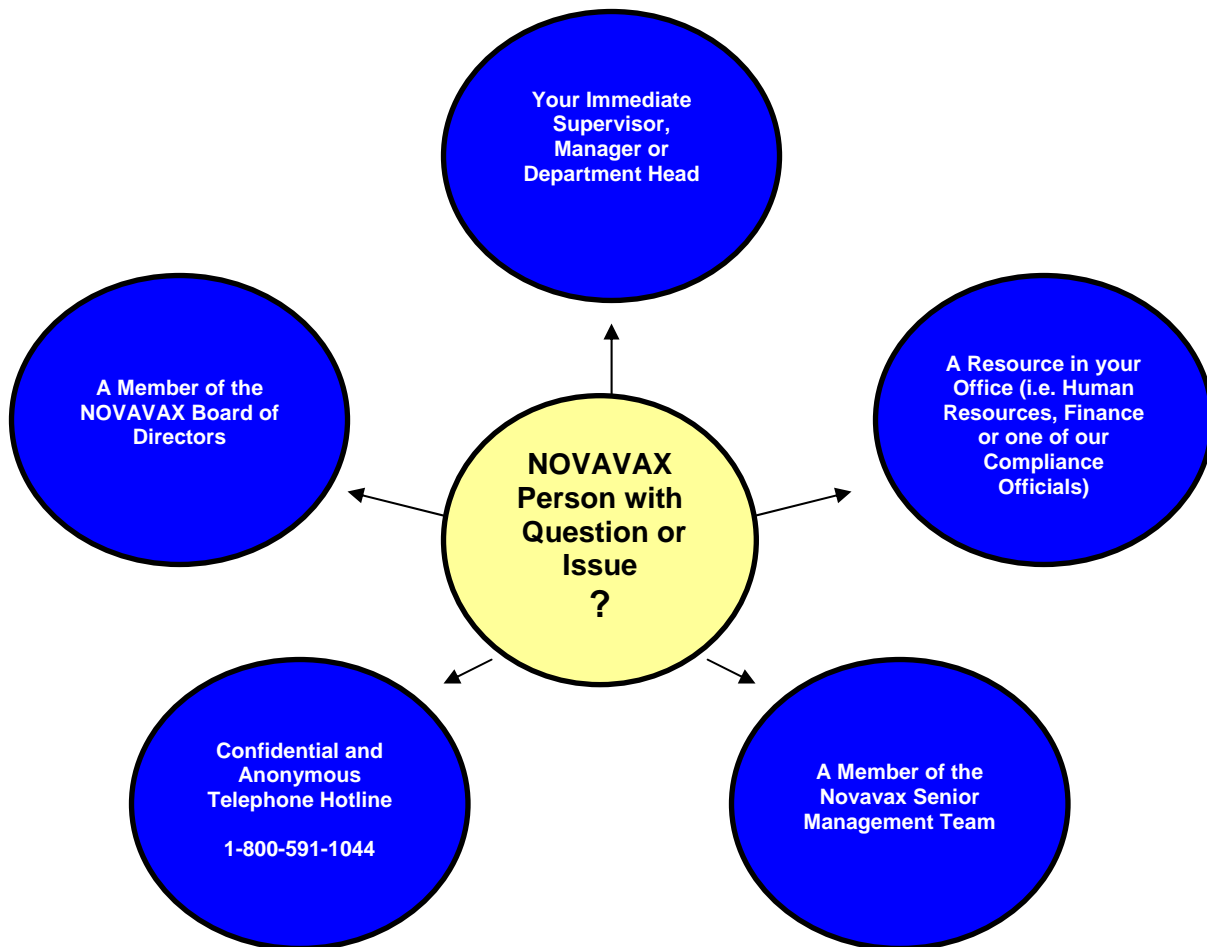 Your Immediate
Supervisor,
Manager or
Department Head
A Member of the
NOVAVAX Board of
Directors
A Resource in your
Office (i.e. Human
Resources, Finance
or one of our
Compliance
Officials)
NOVAVAX
Person with
Question or
Issue
?
Confidential and
Anonymous
Telephone Hotline
1-800-591-1044
A Member of the
Novavax Senior
Management Team